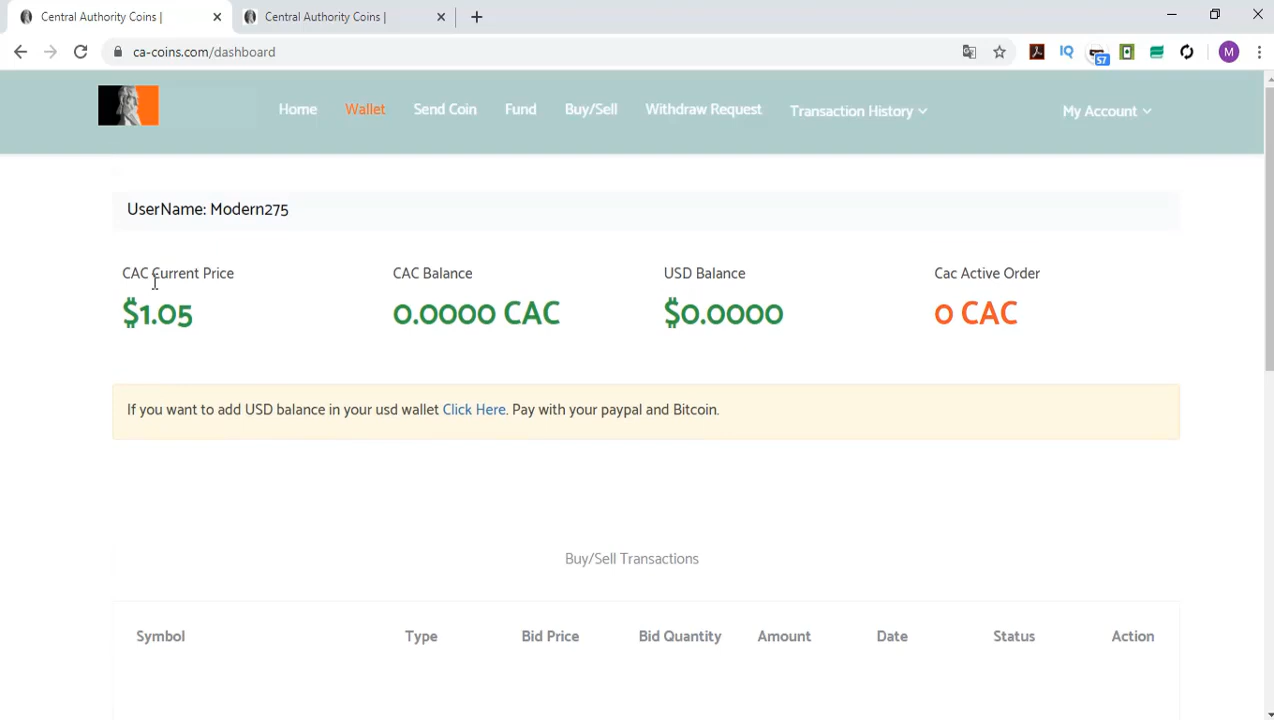 Central Authority Coins |
Central Authority Coins |
ca-coins.com/dashboard
IQ
57
M
Home Wallet Send Coin Fund Buy/Sell Withdraw Request Transaction History My Account
UserName: Modern275
CAC Current Price CAC Balance USD Balance Cac Active Order
$1.05 0.0000 CAC $0.0000 0 CAC
If you want to add USD balance in your usd wallet Click Here. Pay with your paypal and Bitcoin.
Buy/Sell Transactions
Symbol Type Bid Price Bid Quantity Amount Date Status Action